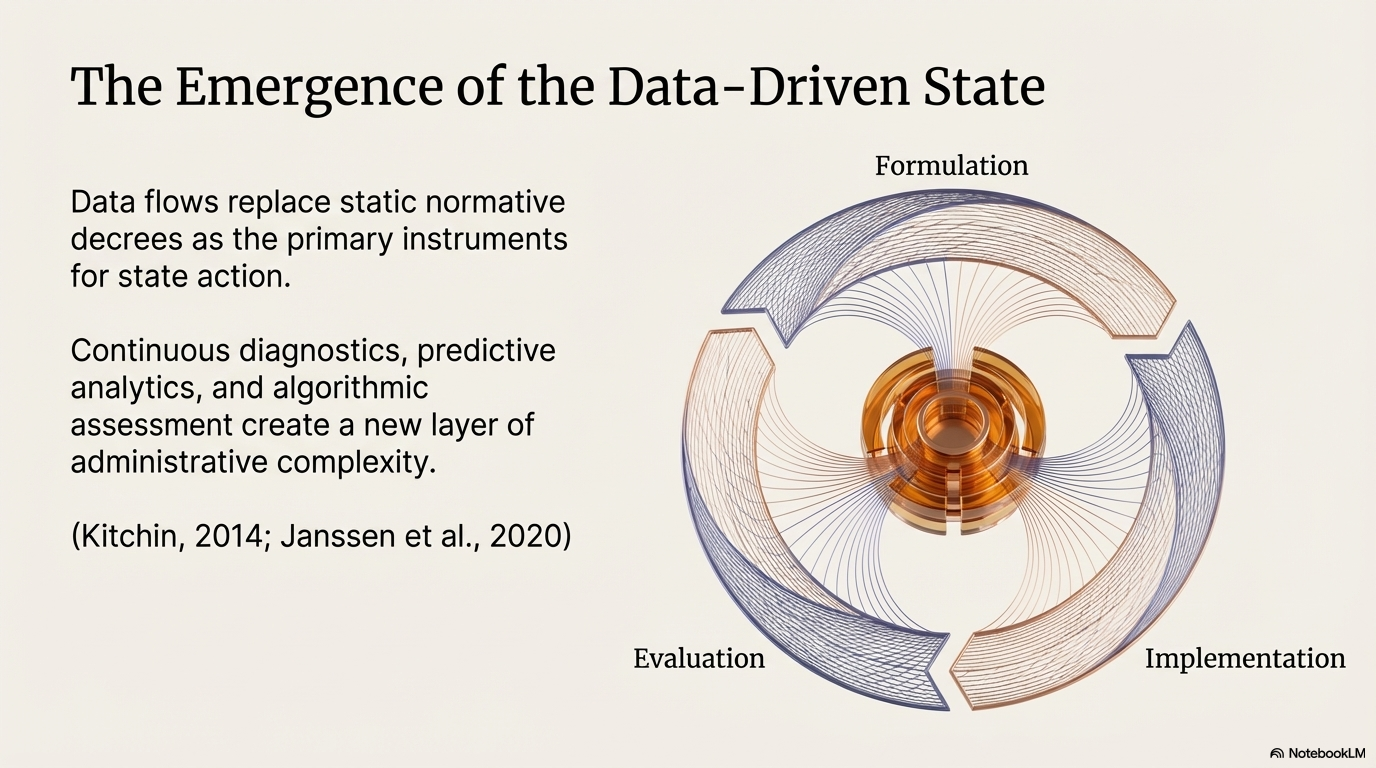 The Emergence of the Data-Driven State
Data flows replace static normative
decrees as the primary instruments
for state action.
Continuous diagnostics, predictive
analytics, and algorithmic
assessment create a new layer of
administrative complexity.
(Kitchin, 2014; Janssen et al., 2020)
Formulation
Evaluation
Implementation
NotebookLM